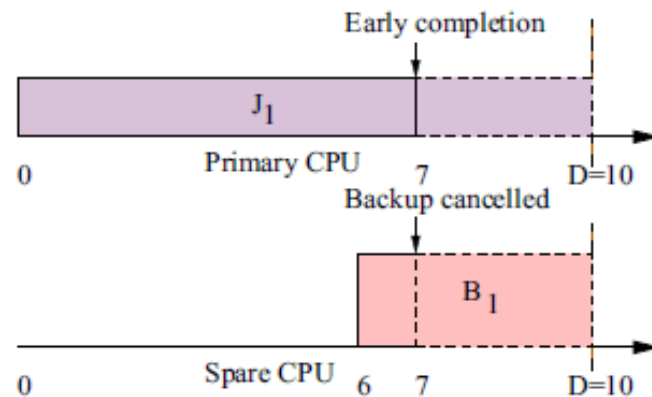 Early completion
J1
Primary CPU
0 7 D=10
Backup cancelled
B1
Spare CPU
0 6 7 D=10